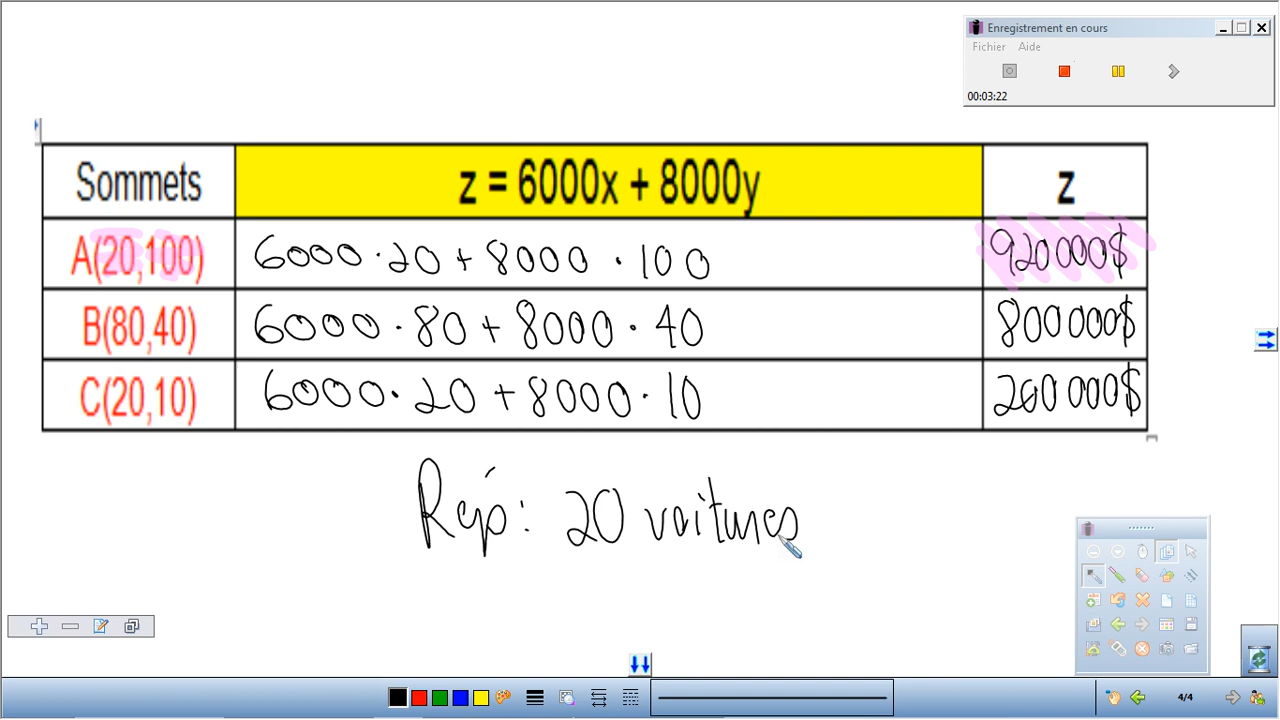 Enregistrement en cours
Fichier Aide
00:03:22
Sommets z = 6000x + 8000y z
A(20,100) 6000 · 20 + 8000 · 100 920 000$
B(80,40) 6000 · 80 + 8000 · 40 800 000$
C(20,10) 6000 · 20 + 8000 · 10 200 000$
Rép: 20 voitures
4/4